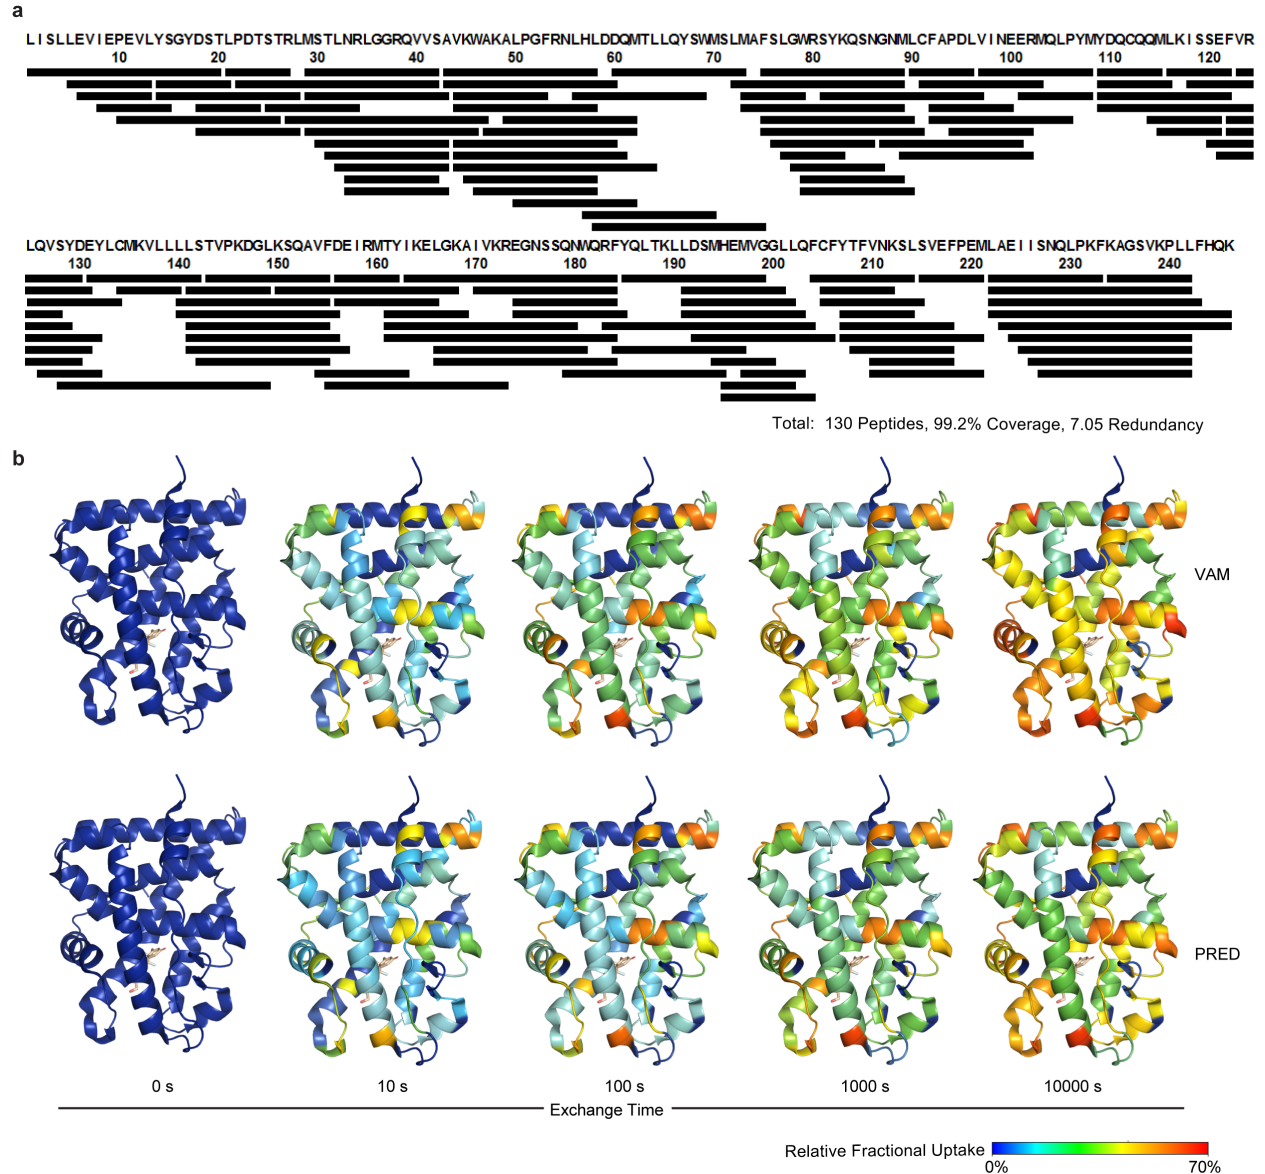 a
LISLLEVIEPEVLYSGYDSTLPDTSTRLMSTLNRLGGRQVVSAVKWAKALPGFRNLHLDDQMTLLQYSWMSLMAFSLGWRSYKQSNGNMLCFAPDLVINEERMQLPYMYDQCQQMLKISSEFVR
10 20 30 40 50 60 70 80 90 100 110 120
LQVSYDEYLCMKVLLLLSTVPKDGLKSQAVFDEIRMTYIKELGKAIVKREGNSSQNWQRFYQLTKLLDSMHEMVGGLLQFCFYTFVNKSLSVEFPEMLAEIISNQLPKFKAGSVKPLLFHQK
130 140 150 160 170 180 190 200 210 220 230 240
Total: 130 Peptides, 99.2% Coverage, 7.05 Redundancy
b
VAM
PRED
0 s 10 s 100 s 1000 s 10000 s
Exchange Time
Relative Fractional Uptake
0% 70%